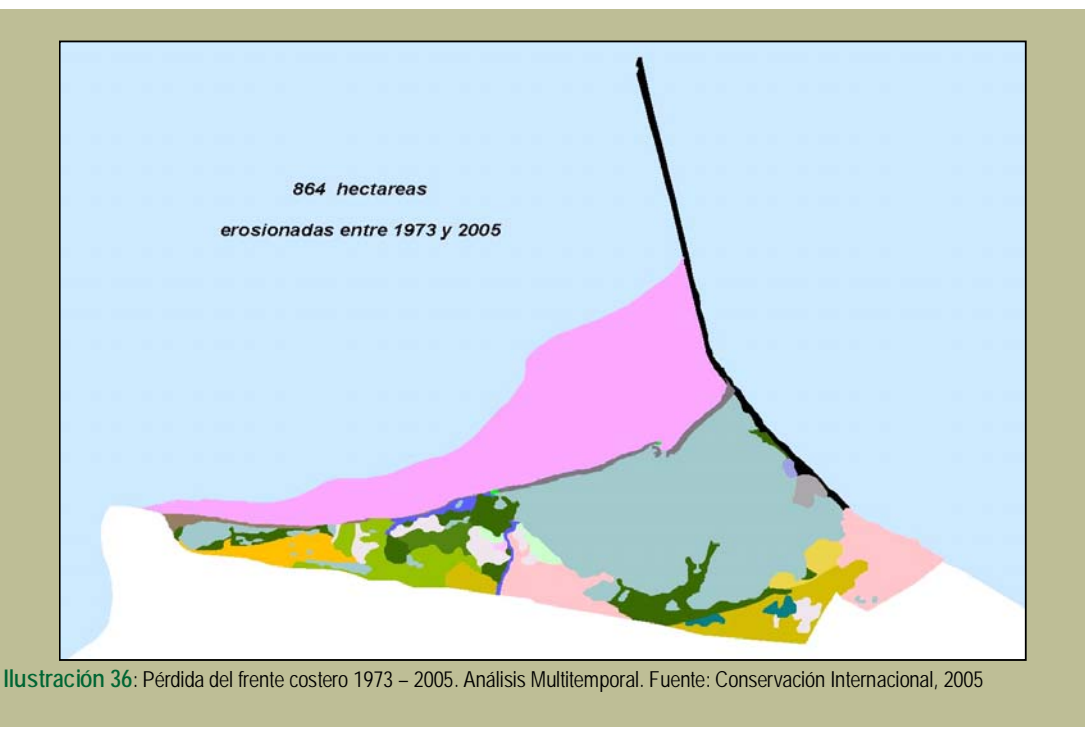 864 hectareas
erosionadas entre 1973 y 2005
Ilustración 36: Pérdida del frente costero 1973 – 2005. Análisis Multitemporal. Fuente: Conservación Internacional, 2005